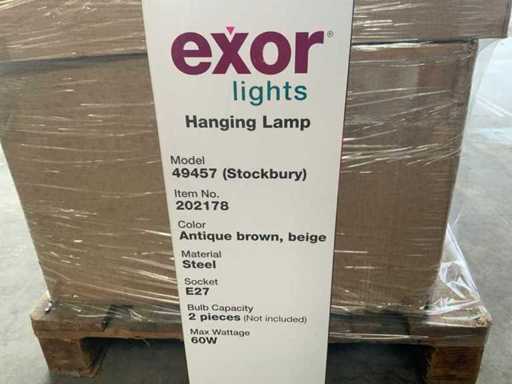 exor®
lights
Hanging Lamp
Model
49457 (Stockbury)
Item No.
202178
Color
Antique brown, beige
Material
Steel
Socket
E27
Bulb Capacity
2 pieces (Not included)
Max Wattage
60W